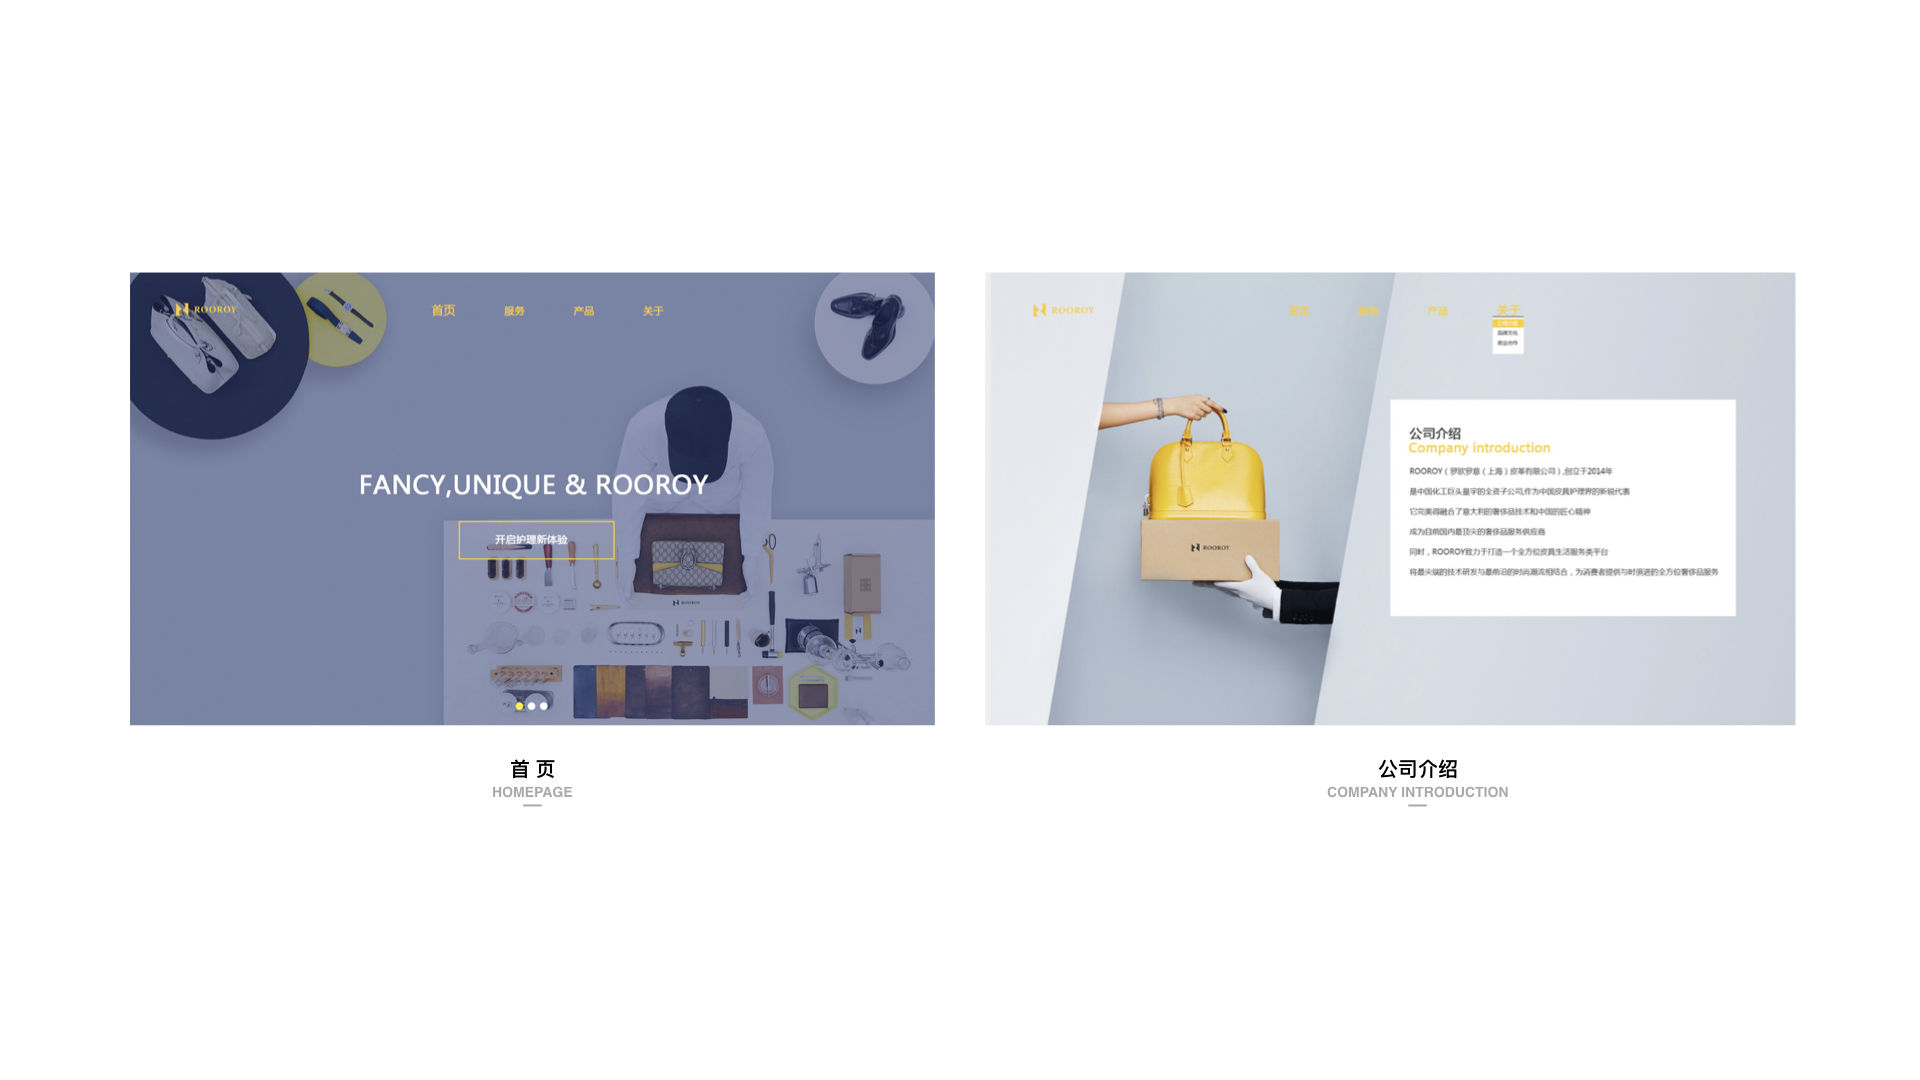 ROOROY
首页
服务
产品
关于
FANCY,UNIQUE & ROOROY
开启护理新体验
ROOROY
首 页
HOMEPAGE
ROOROY
首页
服务
产品
关于
公司介绍
品牌文化
商业合作
ROOROY
公司介绍
Company introduction
ROOROY（罗欧罗意（上海）皮革有限公司）,创立于2014年
是中国化工巨头皇宇的全资子公司,作为中国皮具护理界的新锐代表
它完美得融合了意大利的奢侈品技术和中国的匠心精神
成为目前国内最顶尖的奢侈品服务供应商
同时，ROOROY致力于打造一个全方位皮具生活服务类平台
将最尖端的技术研发与最前沿的时尚潮流相结合，为消费者提供与时俱进的全方位奢侈品服务
公司介绍
COMPANY INTRODUCTION